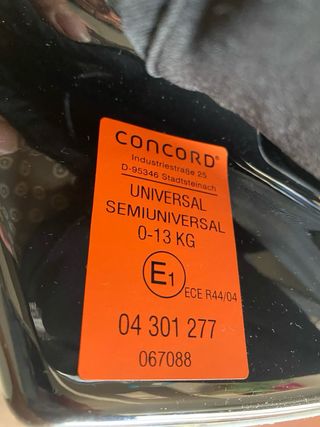 CONCORD®
Industriestraße 25
D-95346 Stadtsteinach
UNIVERSAL
SEMIUNIVERSAL
0-13 KG
E1
ECE R44/04
04 301 277
067088